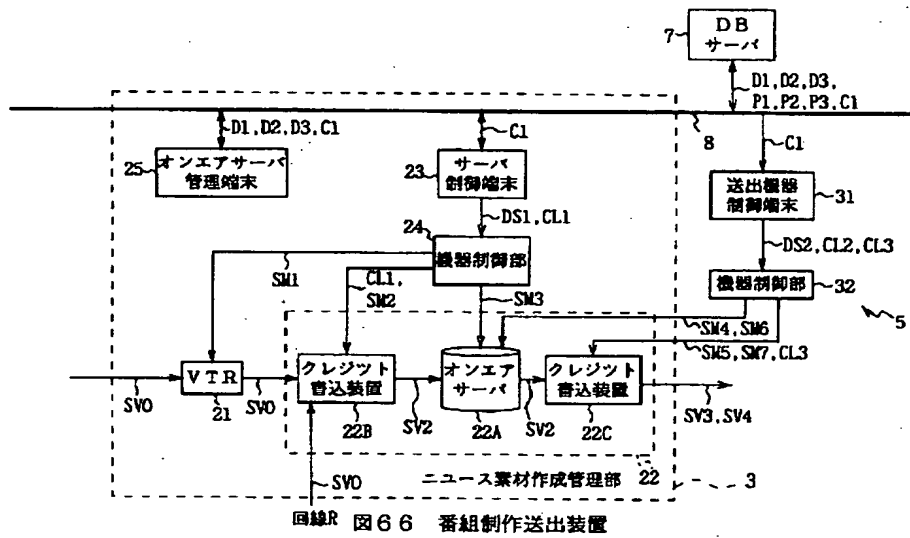 7
DB
サーバ
D1,D2,D3,
P1,P2,P3,C1
8
D1,D2,D3,C1
C1
C1
25
オンエアサーバ
管理端末
23
サーバ
制御端末
送出機器
制御端末
31
DS1,CL1
DS2,CL2,CL3
24
機器制御部
機器制御部
32
5
SM1
CL1,
SM2
SM3
SM4,SM6
SM5,SM7,CL3
SV0
VTR
21
SV0
クレジット
書込装置
22B
SV2
オンエア
サーバ
22A
SV2
クレジット
書込装置
22C
SV3,SV4
22
ニュース素材作成管理部
3
SV0
回線R
図66 番組制作送出装置